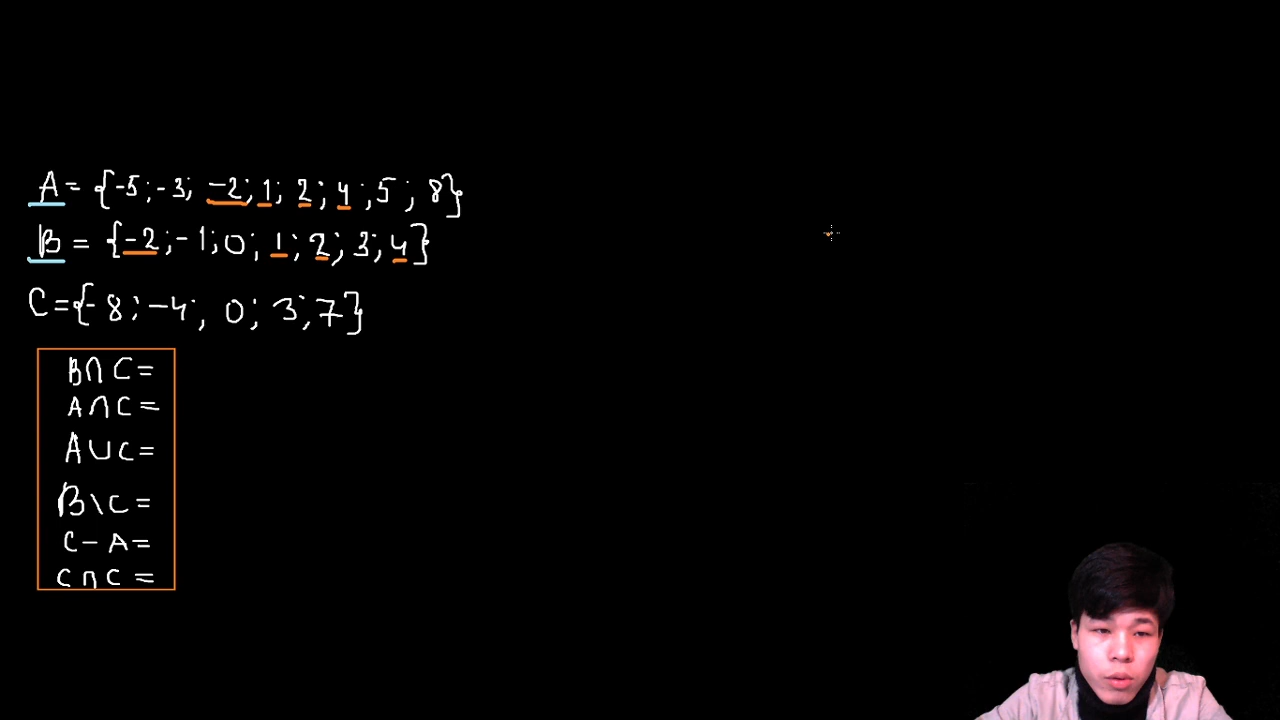 A = {-5; -3; -2; 1; 2; 4; 5; 8}
B = {-2; -1; 0; 1; 2; 3; 4}
C = {-8; -4; 0; 3; 7}
B∩C =
A∩C =
A∪C =
B\C =
C - A =
C∩C =